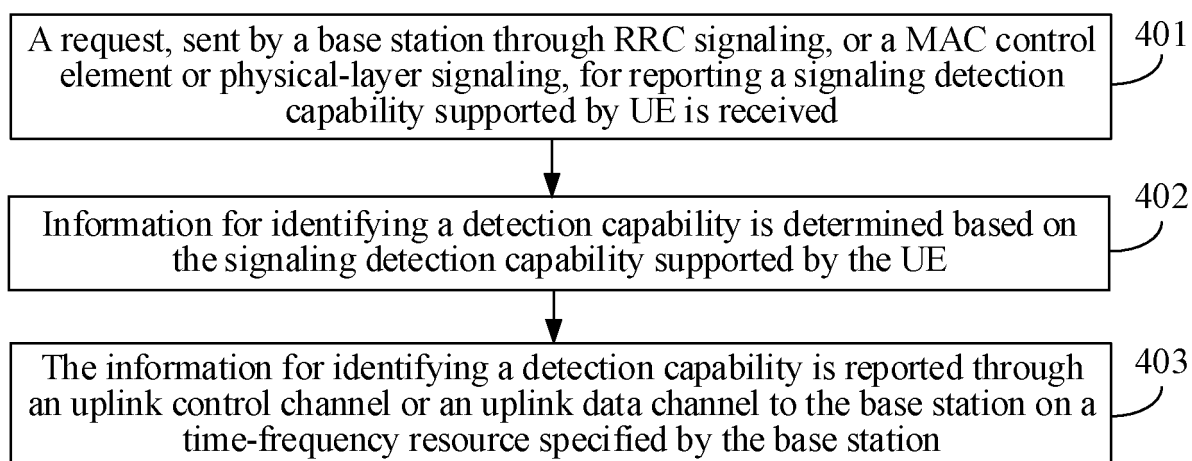 A request, sent by a base station through RRC signaling, or a MAC control
element or physical-layer signaling, for reporting a signaling detection
capability supported by UE is received
401
Information for identifying a detection capability is determined based on
the signaling detection capability supported by the UE
402
The information for identifying a detection capability is reported through
an uplink control channel or an uplink data channel to the base station on a
time-frequency resource specified by the base station
403